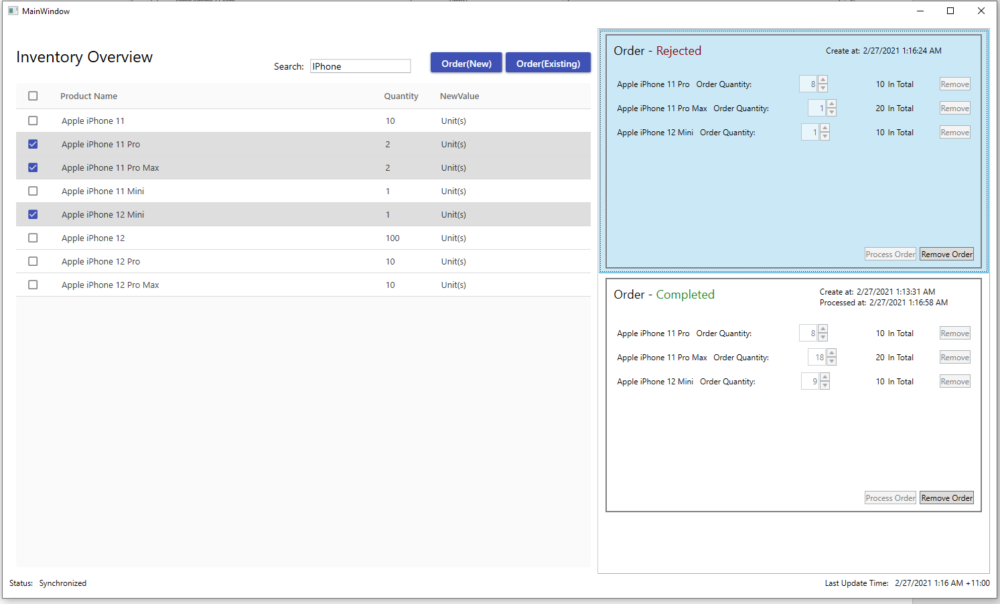 MainWindow
Inventory Overview
Search: IPhone
Order(New) Order(Existing)
Product Name Quantity NewValue
Apple iPhone 11 10 Unit(s)
Apple iPhone 11 Pro 2 Unit(s)
Apple iPhone 11 Pro Max 2 Unit(s)
Apple iPhone 11 Mini 1 Unit(s)
Apple iPhone 12 Mini 1 Unit(s)
Apple iPhone 12 100 Unit(s)
Apple iPhone 12 Pro 10 Unit(s)
Apple iPhone 12 Pro Max 10 Unit(s)
Order - Rejected Create at: 2/27/2021 1:16:24 AM
Apple iPhone 11 Pro Order Quantity: 8 10 In Total Remove
Apple iPhone 11 Pro Max Order Quantity: 1 20 In Total Remove
Apple iPhone 12 Mini Order Quantity: 1 10 In Total Remove
Process Order Remove Order
Order - Completed Create at: 2/27/2021 1:13:31 AM
Processed at: 2/27/2021 1:16:58 AM
Apple iPhone 11 Pro Order Quantity: 8 10 In Total Remove
Apple iPhone 11 Pro Max Order Quantity: 18 20 In Total Remove
Apple iPhone 12 Mini Order Quantity: 9 10 In Total Remove
Process Order Remove Order
Status: Synchronized Last Update Time: 2/27/2021 1:16 AM +11:00